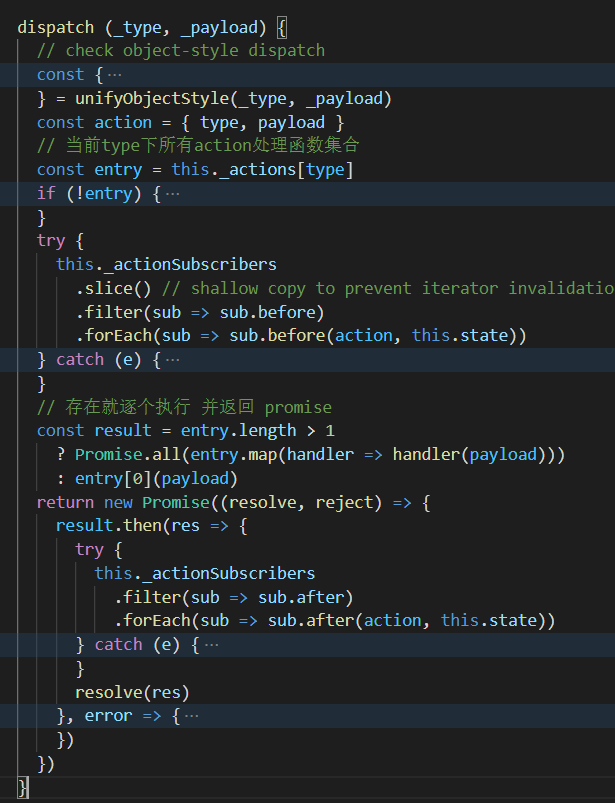 dispatch (_type, _payload) {
// check object-style dispatch
const {···
} = unifyObjectStyle(_type, _payload)
const action = { type, payload }
// 当前type下所有action处理函数集合
const entry = this._actions[type]
if (!entry) {···
}
try {
this._actionSubscribers
.slice() // shallow copy to prevent iterator invalidatio
.filter(sub => sub.before)
.forEach(sub => sub.before(action, this.state))
} catch (e) {···
}
// 存在就逐个执行 并返回 promise
const result = entry.length > 1
? Promise.all(entry.map(handler => handler(payload)))
: entry[0](payload)
return new Promise((resolve, reject) => {
result.then(res => {
try {
this._actionSubscribers
.filter(sub => sub.after)
.forEach(sub => sub.after(action, this.state))
} catch (e) {···
}
resolve(res)
}, error => {···
})
})
}